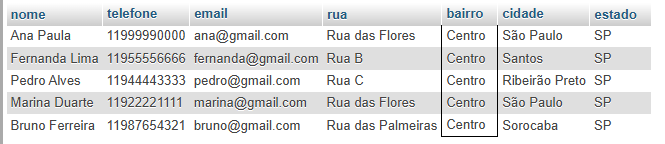 nome telefone email rua bairro cidade estado
Ana Paula 11999990000 ana@gmail.com Rua das Flores Centro São Paulo SP
Fernanda Lima 11955556666 fernanda@gmail.com Rua B Centro Santos SP
Pedro Alves 11944443333 pedro@gmail.com Rua C Centro Ribeirão Preto SP
Marina Duarte 11922221111 marina@gmail.com Rua das Flores Centro São Paulo SP
Bruno Ferreira 11987654321 bruno@gmail.com Rua das Palmeiras Centro Sorocaba SP